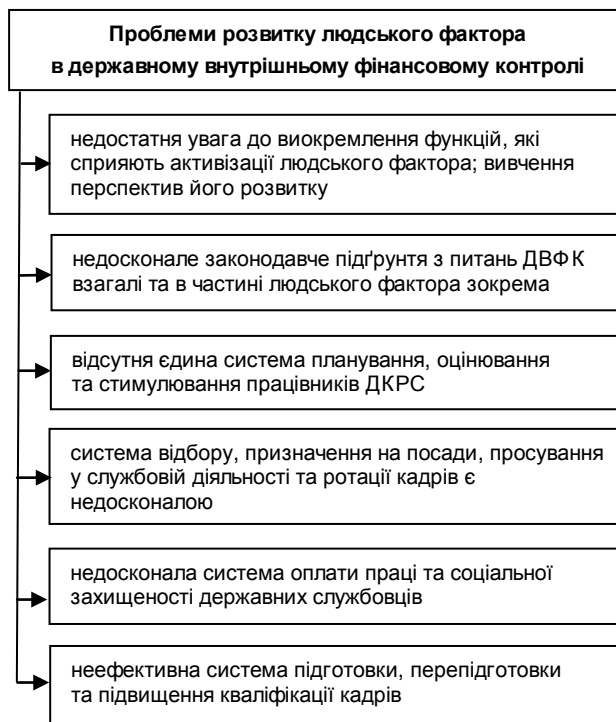 Проблеми розвитку людського фактора
в державному внутрішньому фінансовому контролі
недостатня увага до виокремлення функцій, які
сприяють активізації людського фактора; вивчення
перспектив його розвитку
недосконале законодавче підґрунтя з питань ДВФК
взагалі та в частині людського фактора зокрема
відсутня єдина система планування, оцінювання
та стимулювання працівників ДКРС
система відбору, призначення на посади, просування
у службовій діяльності та ротації кадрів є
недосконалою
недосконала система оплати праці та соціальної
захищеності державних службовців
неефективна система підготовки, перепідготовки
та підвищення кваліфікації кадрів